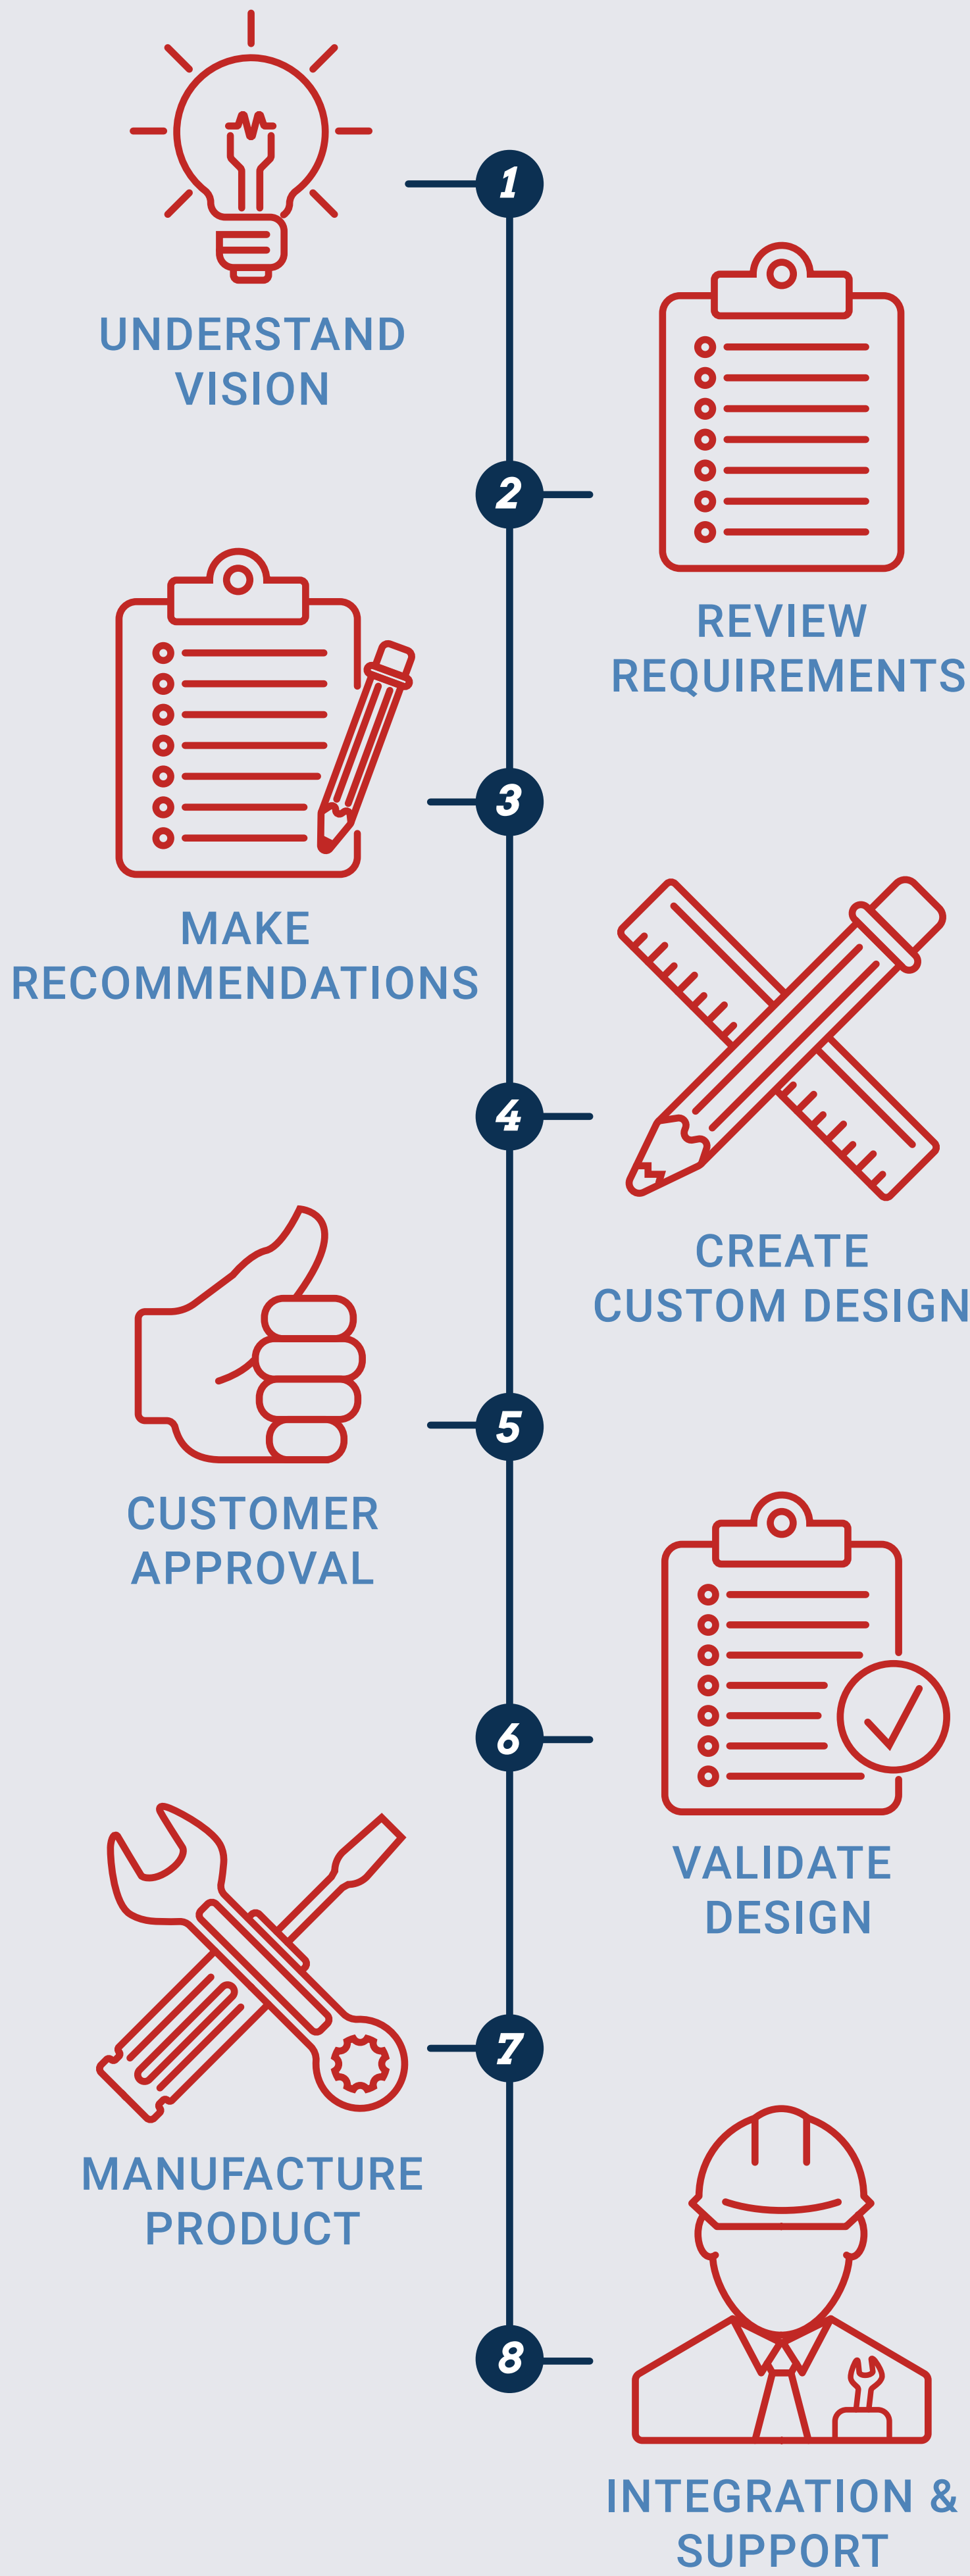 1
UNDERSTAND
VISION
2
REVIEW
REQUIREMENTS
3
MAKE
RECOMMENDATIONS
4
CREATE
CUSTOM DESIGN
5
CUSTOMER
APPROVAL
6
VALIDATE
DESIGN
7
MANUFACTURE
PRODUCT
8
INTEGRATION &
SUPPORT